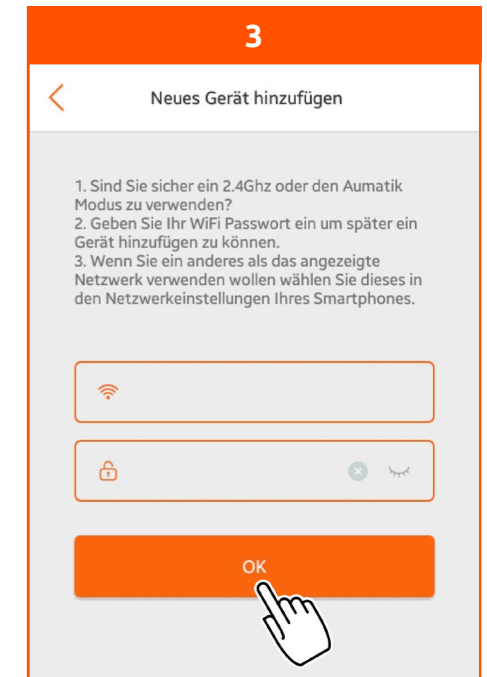 3
Neues Gerät hinzufügen
1. Sind Sie sicher ein 2.4Ghz oder den Aumatik
Modus zu verwenden?
2. Geben Sie Ihr WiFi Passwort ein um später ein
Gerät hinzufügen zu können.
3. Wenn Sie ein anderes als das angezeigte
Netzwerk verwenden wollen wählen Sie dieses in
den Netzwerkeinstellungen Ihres Smartphones.
OK